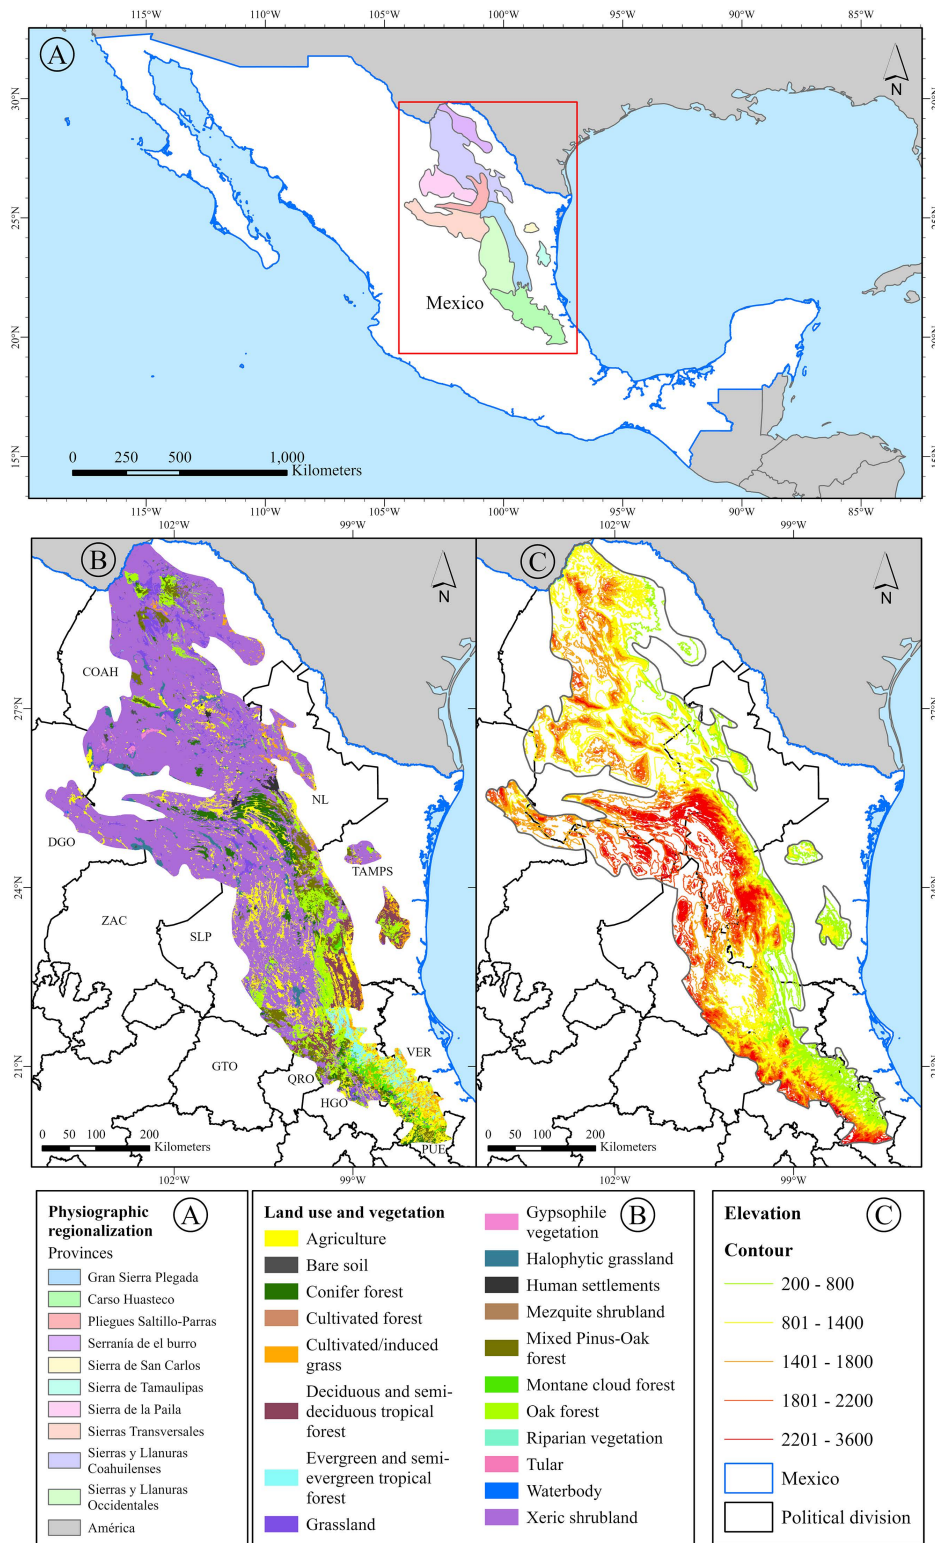 115°W 110°W 105°W 100°W 95°W 90°W 85°W
A
N
30°N 30°N
25°N 25°N
Mexico
20°N 20°N
15°N 15°N
0 250 500 1,000
Kilometers
115°W 110°W 105°W 100°W 95°W 90°W 85°W
102°W 99°W 102°W 99°W
B
N
C
N
COAH
27°N 27°N
NL
DGO
TAMPS
24°N 24°N
ZAC
SLP
VER
21°N 21°N
GTO
QRO
HGO
PUE
0 50 100 200
Kilometers
0 50 100 200
Kilometers
102°W 99°W 102°W 99°W
Physiographic
regionalization
A
Provinces
Gran Sierra Plegada
Carso Huasteco
Pliegues Saltillo-Parras
Serranía de el burro
Sierra de San Carlos
Sierra de Tamaulipas
Sierra de la Paila
Sierras Transversales
Sierras y Llanuras
Coahuilenses
Sierras y Llanuras
Occidentales
América
Land use and vegetation
Agriculture
Bare soil
Conifer forest
Cultivated forest
Cultivated/induced
grass
Deciduous and semi-
deciduous tropical
forest
Evergreen and semi-
evergreen tropical
forest
Grassland
Gypsophile
vegetation
B
Halophytic grassland
Human settlements
Mezquite shrubland
Mixed Pinus-Oak
forest
Montane cloud forest
Oak forest
Riparian vegetation
Tular
Waterbody
Xeric shrubland
Elevation
C
Contour
200 - 800
801 - 1400
1401 - 1800
1801 - 2200
2201 - 3600
Mexico
Political division